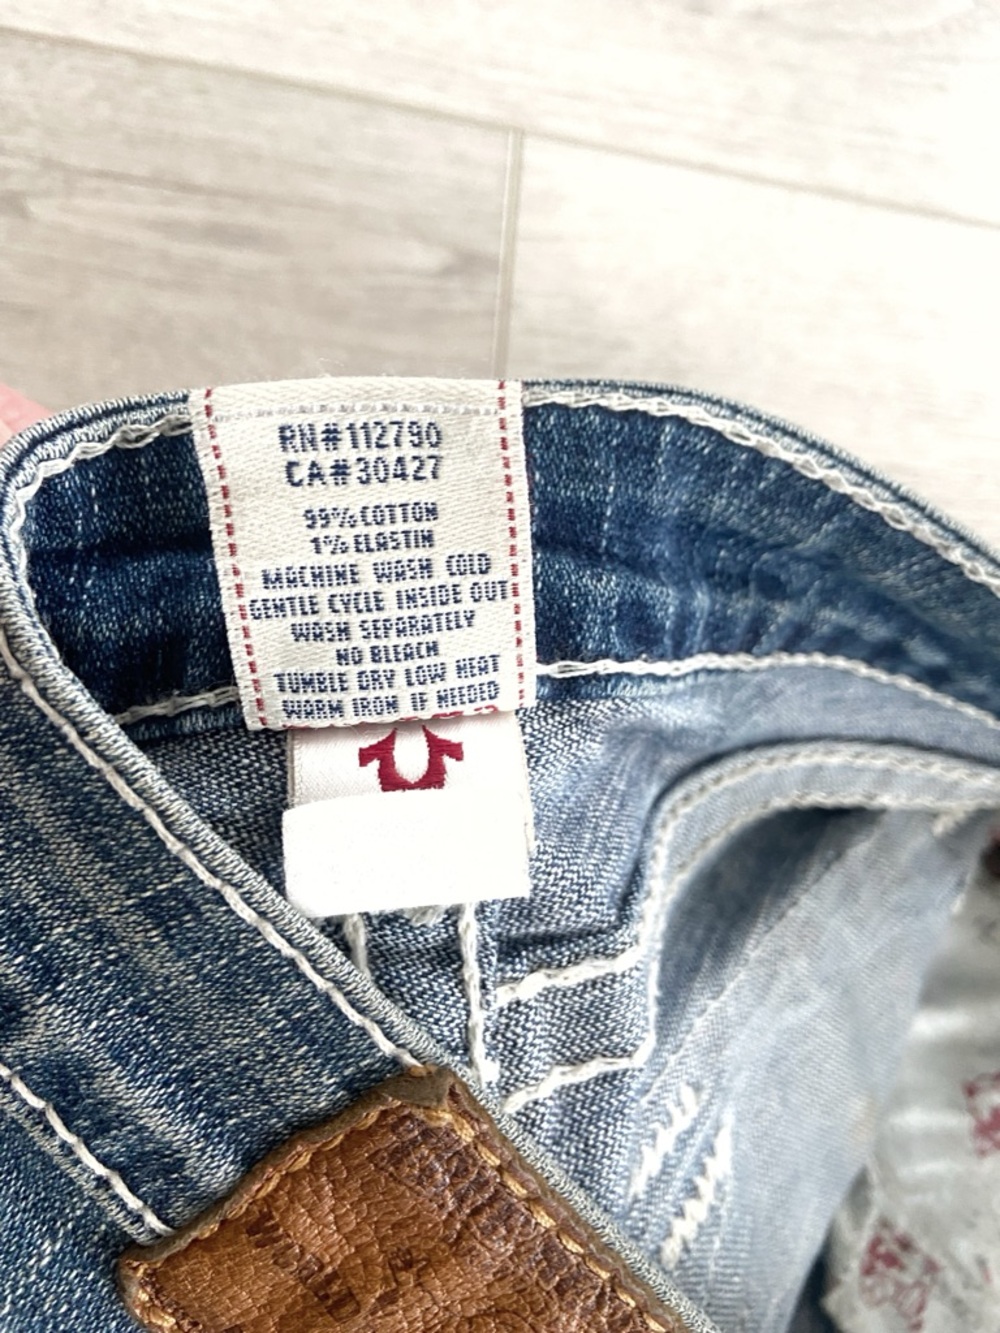 RN#112790
CA#30427
99% COTTON
1% ELASTIN
MACHINE WASH COLD
GENTLE CYCLE INSIDE OUT
WASH SEPARATELY
NO BLEACH
TUMBLE DRY LOW HEAT
WARM IRON IF NEEDED